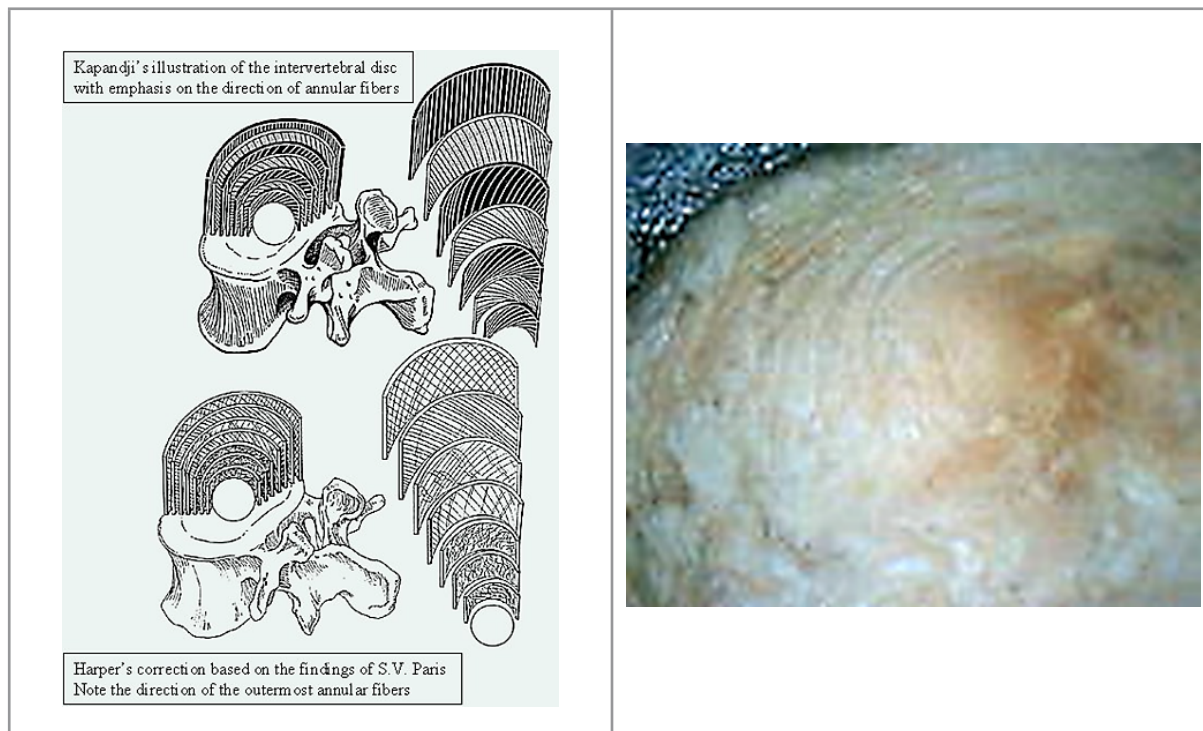 Kapandji's illustration of the intervertebral disc
with emphasis on the direction of annular fibers
Harper's correction based on the findings of S.V. Paris
Note the direction of the outermost annular fibers